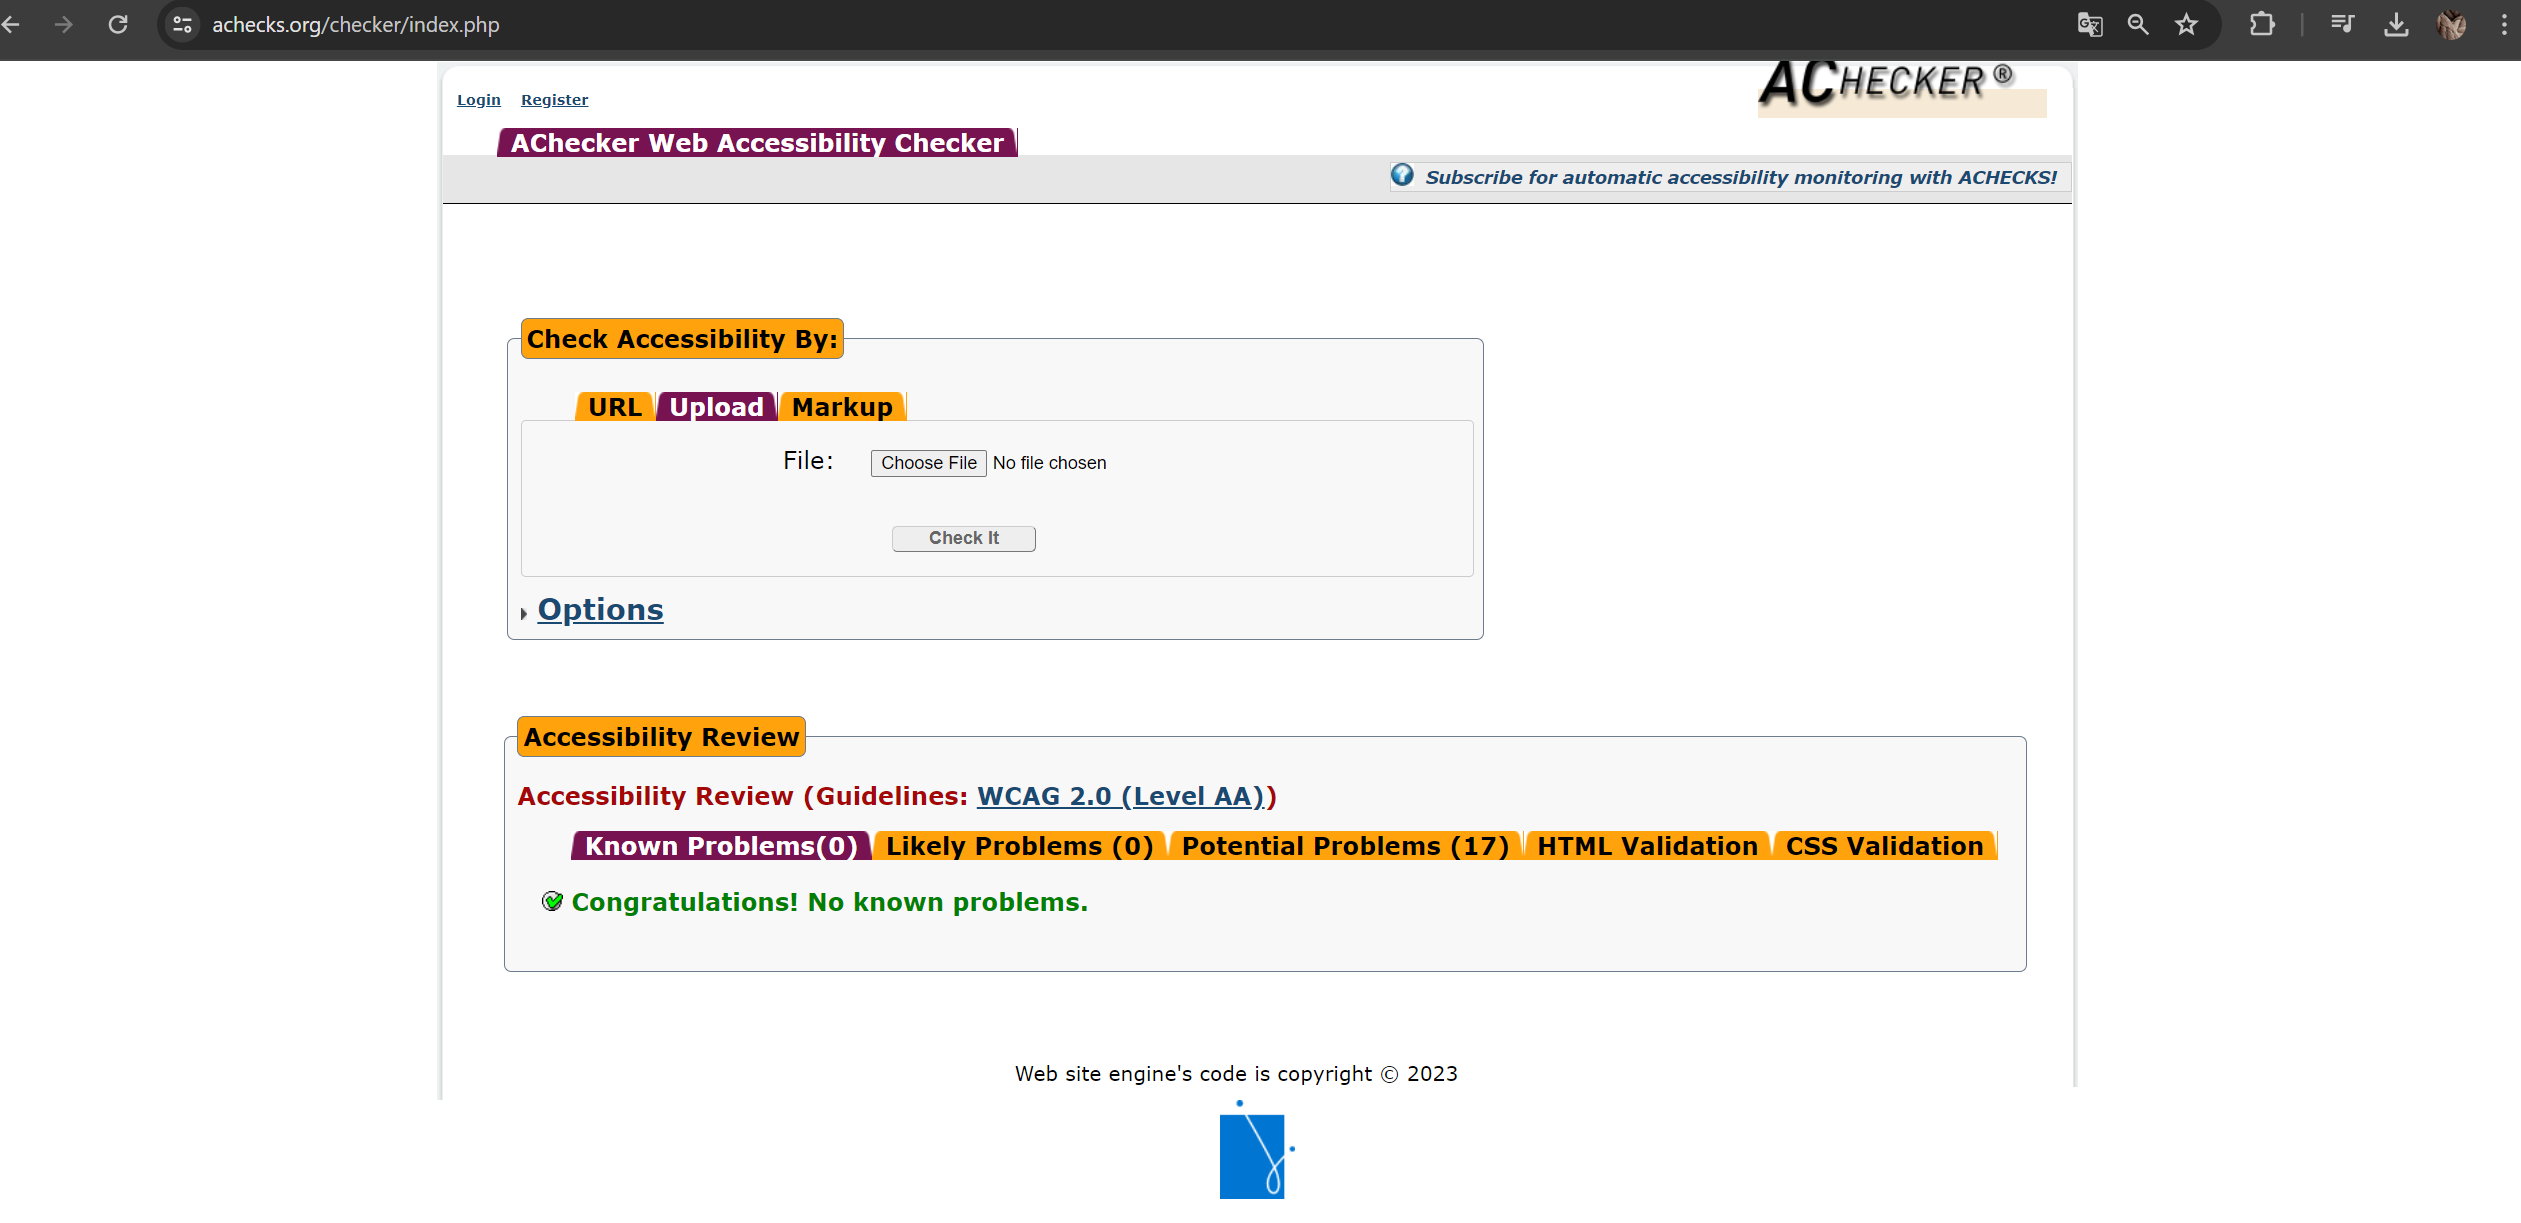 achecks.org/checker/index.php
Login Register
ACHECKER ®
AChecker Web Accessibility Checker
Subscribe for automatic accessibility monitoring with ACHECKS!
Check Accessibility By:
URL Upload Markup
File: Choose File No file chosen
Check It
Options
Accessibility Review
Accessibility Review (Guidelines: WCAG 2.0 (Level AA))
Known Problems(0) Likely Problems (0) Potential Problems (17) HTML Validation CSS Validation
Congratulations! No known problems.
Web site engine's code is copyright © 2023